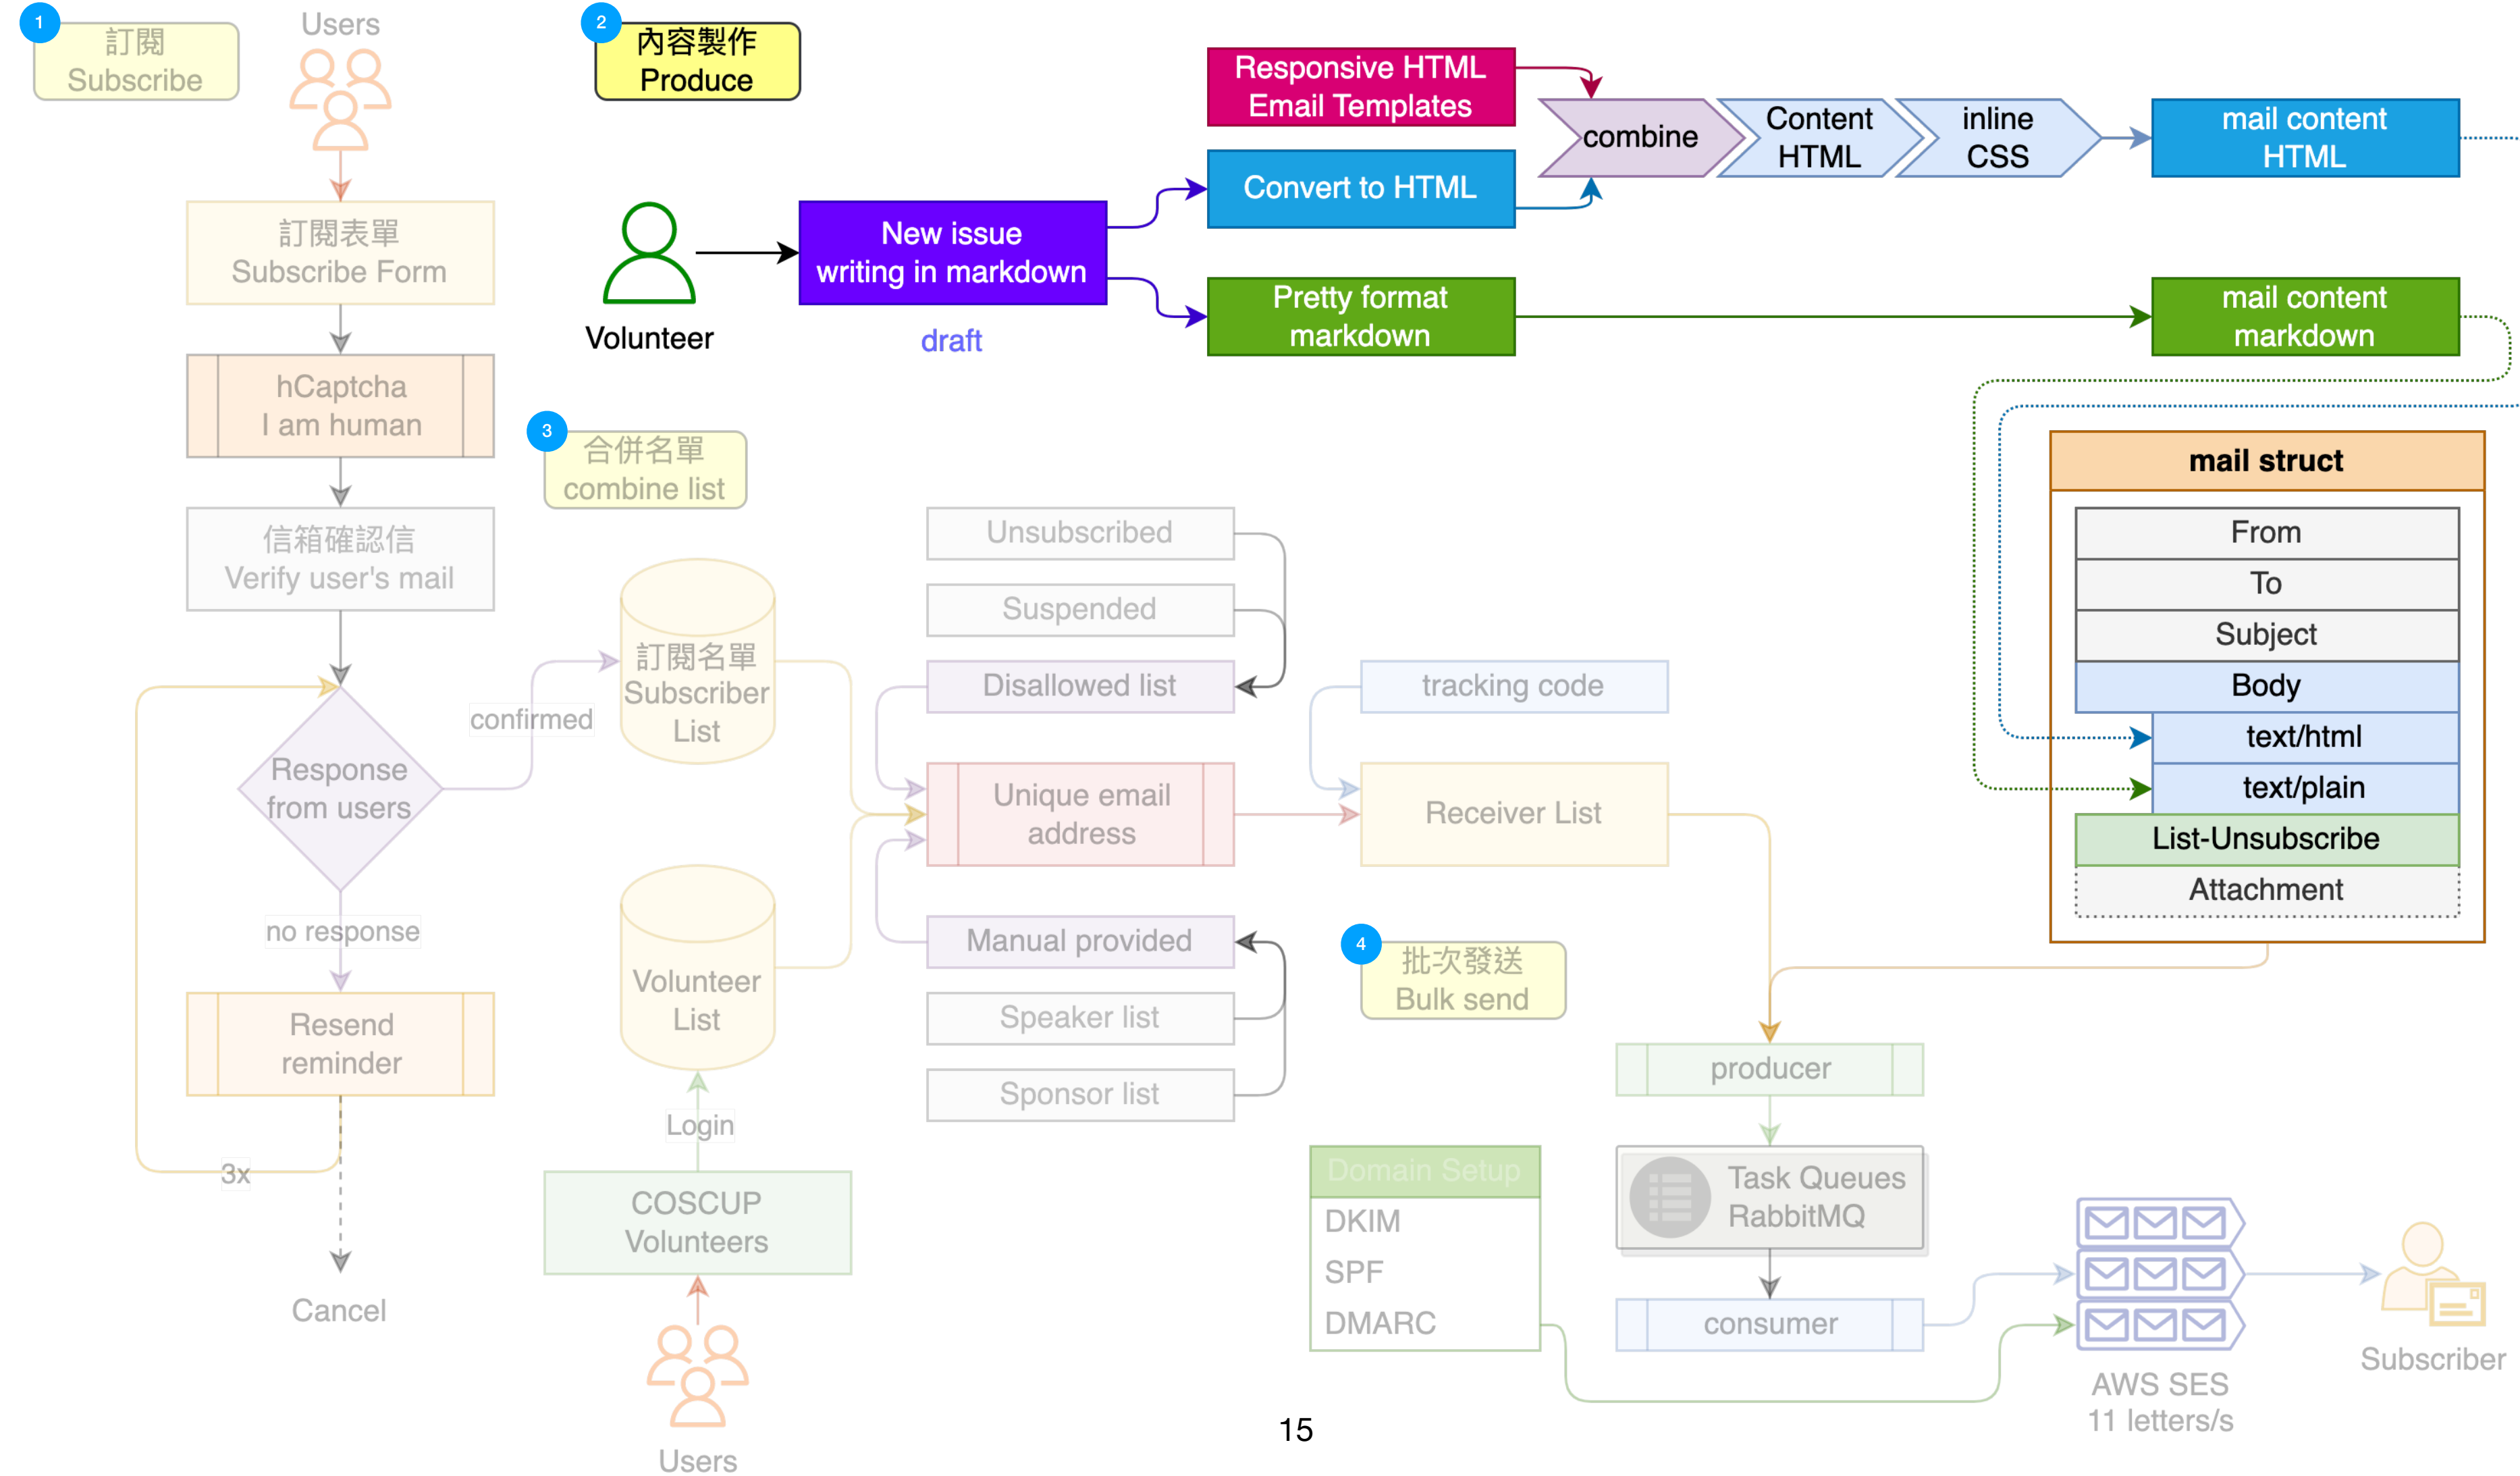 1
訂閱
Subscribe
Users
訂閱表單
Subscribe Form
hCaptcha
I am human
信箱確認信
Verify user's mail
Response
from users
confirmed
no response
Resend
reminder
3x
Cancel
2
內容製作
Produce
Volunteer
New issue
writing in markdown
draft
Responsive HTML
Email Templates
Convert to HTML
Pretty format
markdown
combine
Content
HTML
inline
CSS
mail content
HTML
mail content
markdown
mail struct
From
To
Subject
Body
text/html
text/plain
List-Unsubscribe
Attachment
3
合併名單
combine list
訂閱名單
Subscriber
List
Volunteer
List
Login
COSCUP
Volunteers
Users
Unsubscribed
Suspended
Disallowed list
Unique email
address
Manual provided
Speaker list
Sponsor list
tracking code
Receiver List
4
批次發送
Bulk send
producer
Task Queues
RabbitMQ
consumer
Domain Setup
DKIM
SPF
DMARC
AWS SES
11 letters/s
Subscriber
15